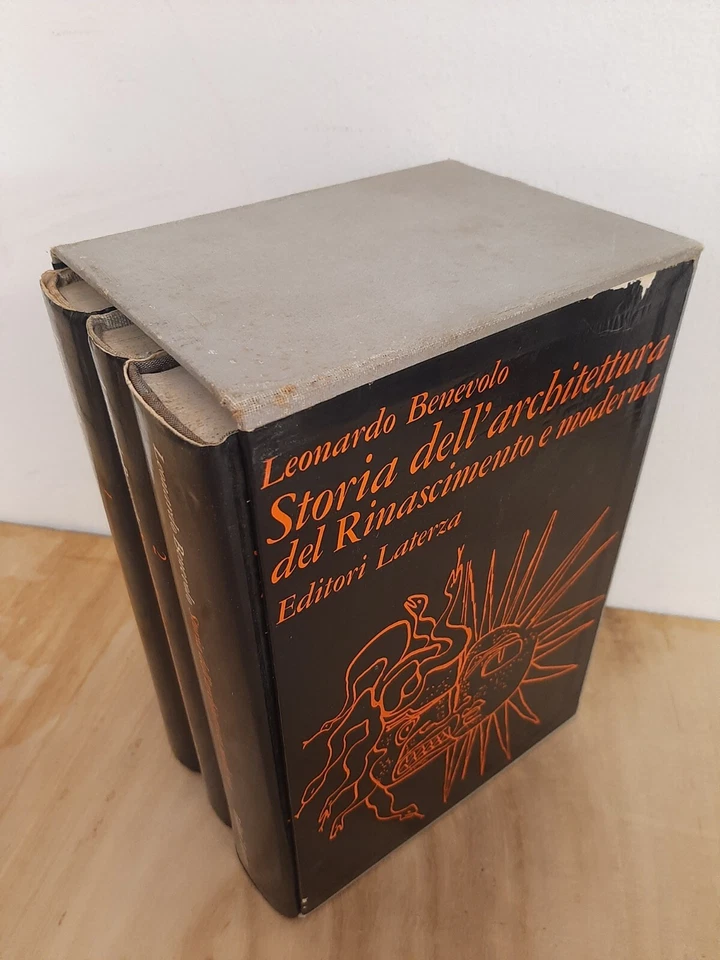 Leonardo Benevolo
Storia dell'architettura
del Rinascimento e moderna
Editori Laterza
2
Leonardo Benevolo